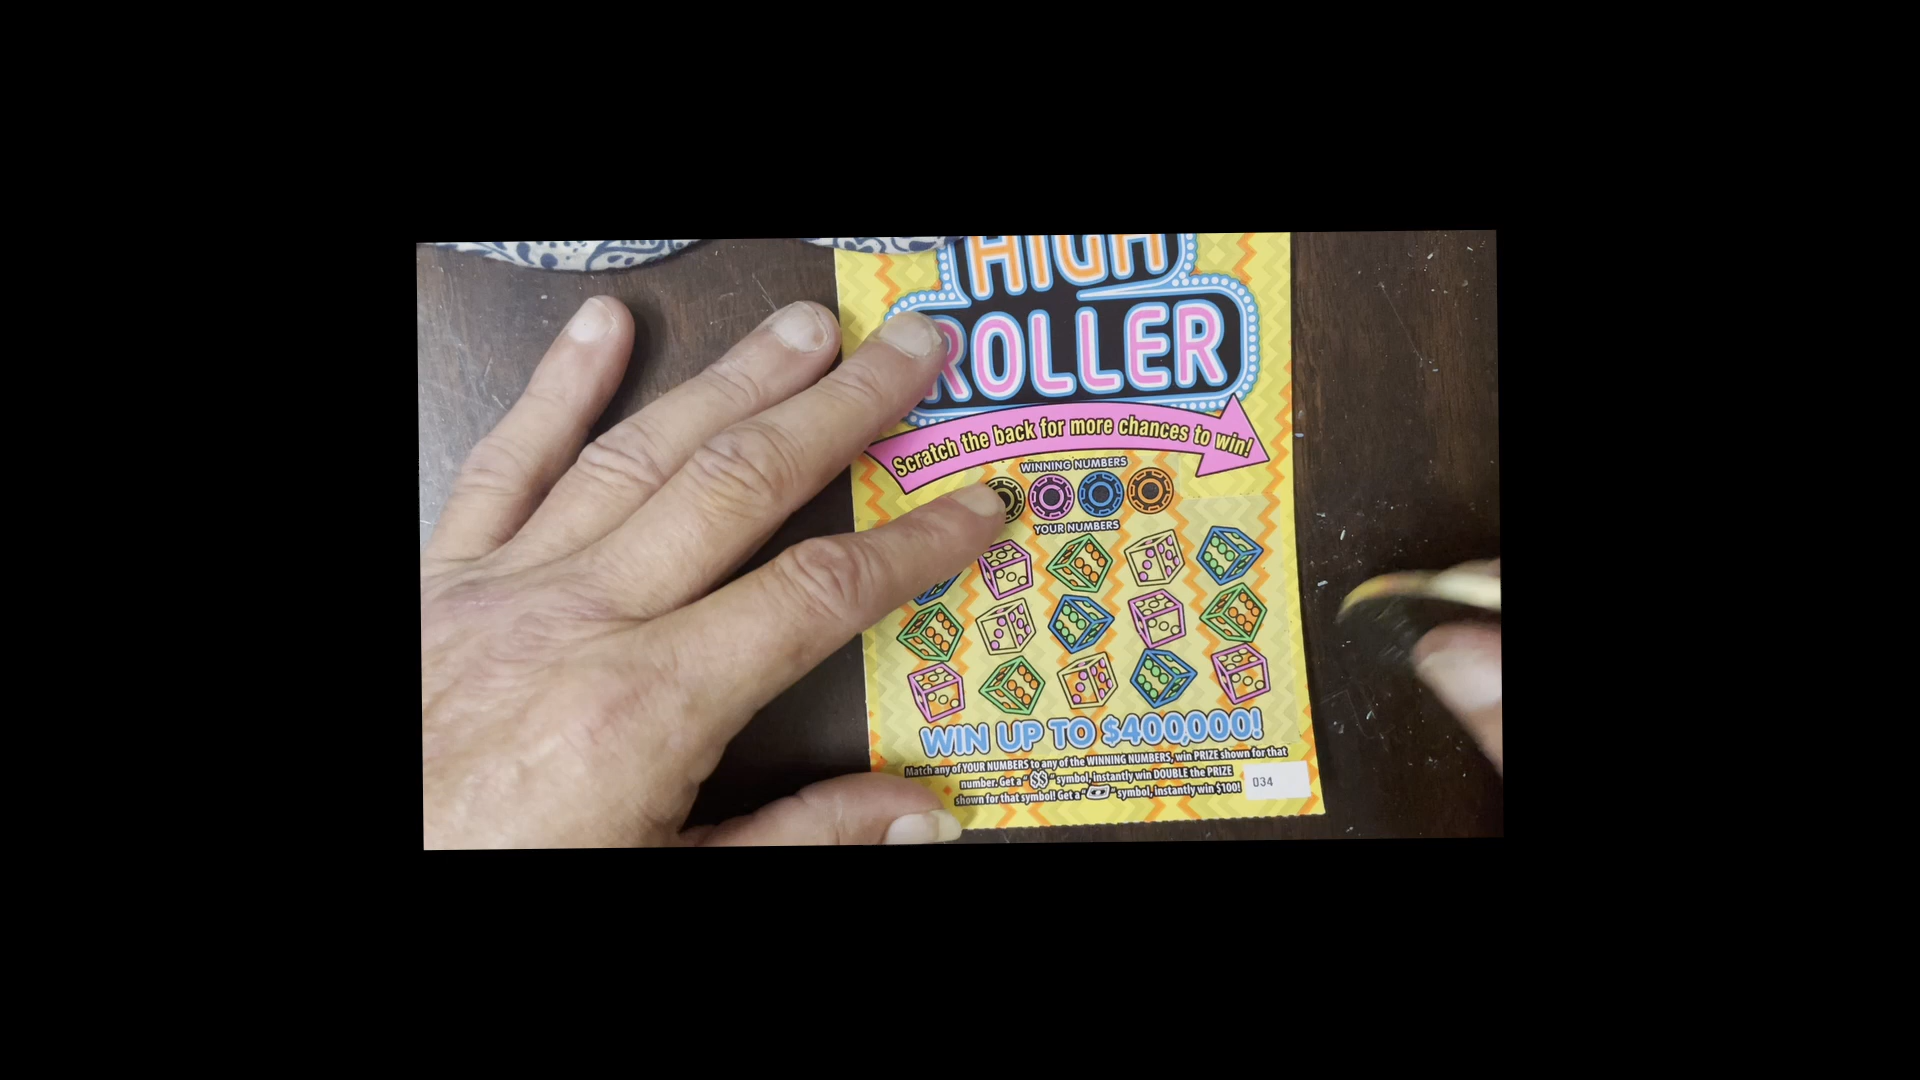 HIGH
ROLLER
Scratch the back for more chances to win!
WINNING NUMBERS
YOUR NUMBERS
WIN UP TO $400,000!
Match any of YOUR NUMBERS to any of the WINNING NUMBERS, win PRIZE shown for that
number. Get a "$$" symbol, instantly win DOUBLE the PRIZE
shown for that symbol! Get a " " symbol, instantly win $100!
034